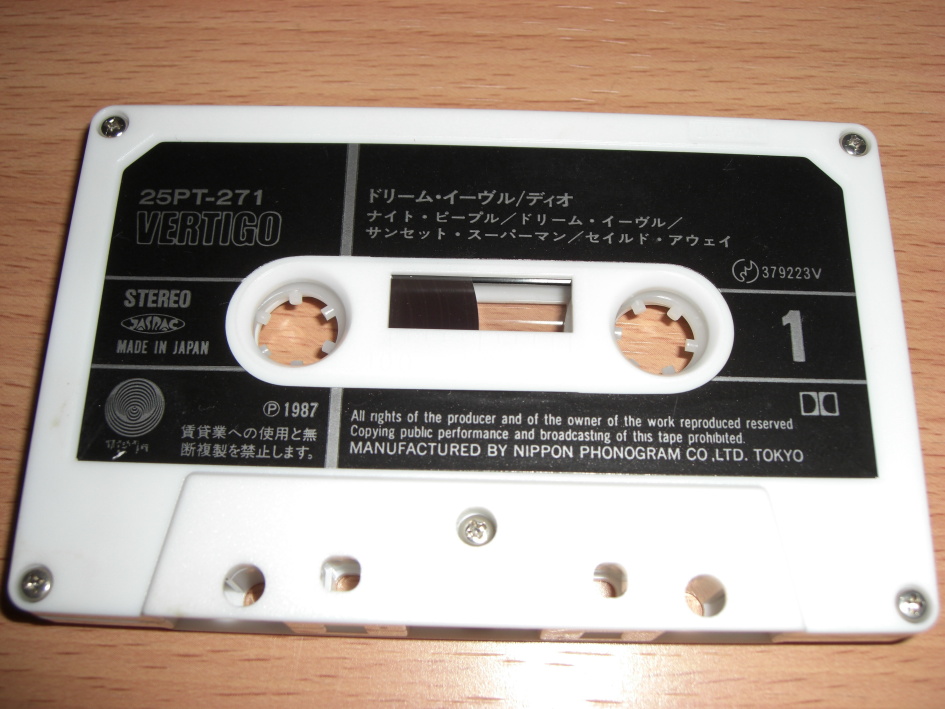 25PT-271
VERTIGO
ドリーム・イーヴル/ディオ
ナイト・ピープル/ドリーム・イーヴル/
サンセット・スーパーマン/セイルド・アウェイ
379223V
STEREO
JASRAC
MADE IN JAPAN
1
Ⓟ1987
賃貸業への使用と無
断複製を禁止します。
All rights of the producer and of the owner of the work reproduced reserved
Copying public performance and broadcasting of this tape prohibited.
MANUFACTURED BY NIPPON PHONOGRAM CO.,LTD. TOKYO